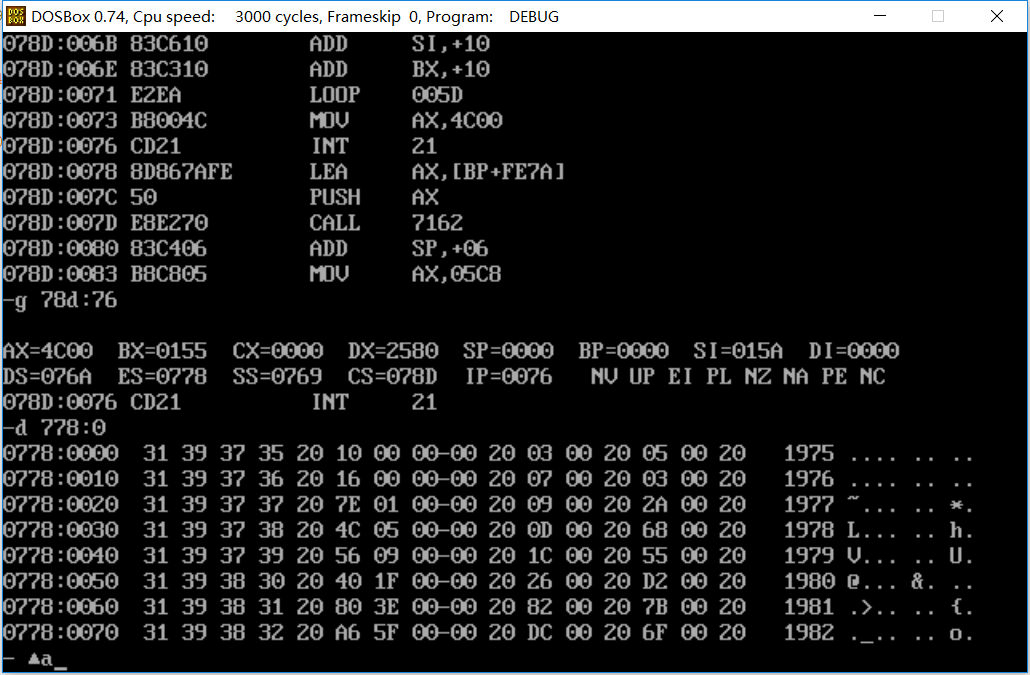 DOSBox 0.74, Cpu speed: 3000 cycles, Frameskip 0, Program: DEBUG
078D:006B 83C610 ADD SI,+10
078D:006E 83C310 ADD BX,+10
078D:0071 E2EA LOOP 005D
078D:0073 B8004C MOV AX,4C00
078D:0076 CD21 INT 21
078D:0078 8D867AFE LEA AX,[BP+FE7A]
078D:007C 50 PUSH AX
078D:007D E8E270 CALL 7162
078D:0080 83C406 ADD SP,+06
078D:0083 B8C805 MOV AX,05C8
-g 78d:76
AX=4C00 BX=0155 CX=0000 DX=2580 SP=0000 BP=0000 SI=015A DI=0000
DS=076A ES=0778 SS=0769 CS=078D IP=0076 NV UP EI PL NZ NA PE NC
078D:0076 CD21 INT 21
-d 778:0
0778:0000 31 39 37 35 20 10 00 00-00 20 03 00 20 05 00 20 1975 .... .. ..
0778:0010 31 39 37 36 20 16 00 00-00 20 07 00 20 03 00 20 1976 .... .. ..
0778:0020 31 39 37 37 20 7E 01 00-00 20 09 00 20 2A 00 20 1977 ~... .. *.
0778:0030 31 39 37 38 20 4C 05 00-00 20 0D 00 20 68 00 20 1978 L... .. h.
0778:0040 31 39 37 39 20 56 09 00-00 20 1C 00 20 55 00 20 1979 V... .. U.
0778:0050 31 39 38 30 20 40 1F 00-00 20 26 00 20 D2 00 20 1980 @... &. ..
0778:0060 31 39 38 31 20 80 3E 00-00 20 82 00 20 7B 00 20 1981 .>.. .. {.
0778:0070 31 39 38 32 20 A6 5F 00-00 20 DC 00 20 6F 00 20 1982 ._.. .. o.
- ▲a_